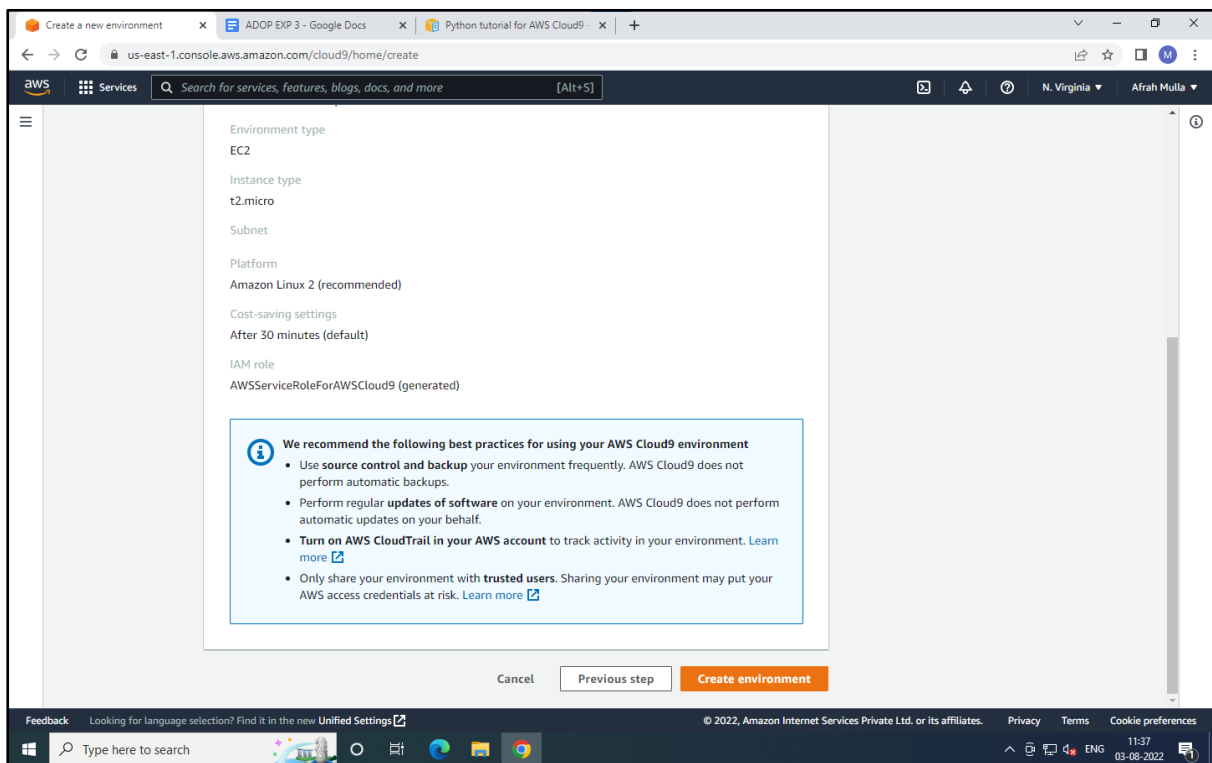 Create a new environment
ADOP EXP 3 - Google Docs
Python tutorial for AWS Cloud9 -
us-east-1.console.aws.amazon.com/cloud9/home/create
M
aws
Services
Search for services, features, blogs, docs, and more
[Alt+S]
N. Virginia
Afrah Mulla
Environment type
EC2
Instance type
t2.micro
Subnet
Platform
Amazon Linux 2 (recommended)
Cost-saving settings
After 30 minutes (default)
IAM role
AWSServiceRoleForAWSCloud9 (generated)
We recommend the following best practices for using your AWS Cloud9 environment
• Use source control and backup your environment frequently. AWS Cloud9 does not
perform automatic backups.
• Perform regular updates of software on your environment. AWS Cloud9 does not perform
automatic updates on your behalf.
• Turn on AWS CloudTrail in your AWS account to track activity in your environment. Learn
more
• Only share your environment with trusted users. Sharing your environment may put your
AWS access credentials at risk. Learn more
Cancel
Previous step
Create environment
Feedback
Looking for language selection? Find it in the new Unified Settings
© 2022, Amazon Internet Services Private Ltd. or its affiliates.
Privacy
Terms
Cookie preferences
Type here to search
ENG
11:37
03-08-2022